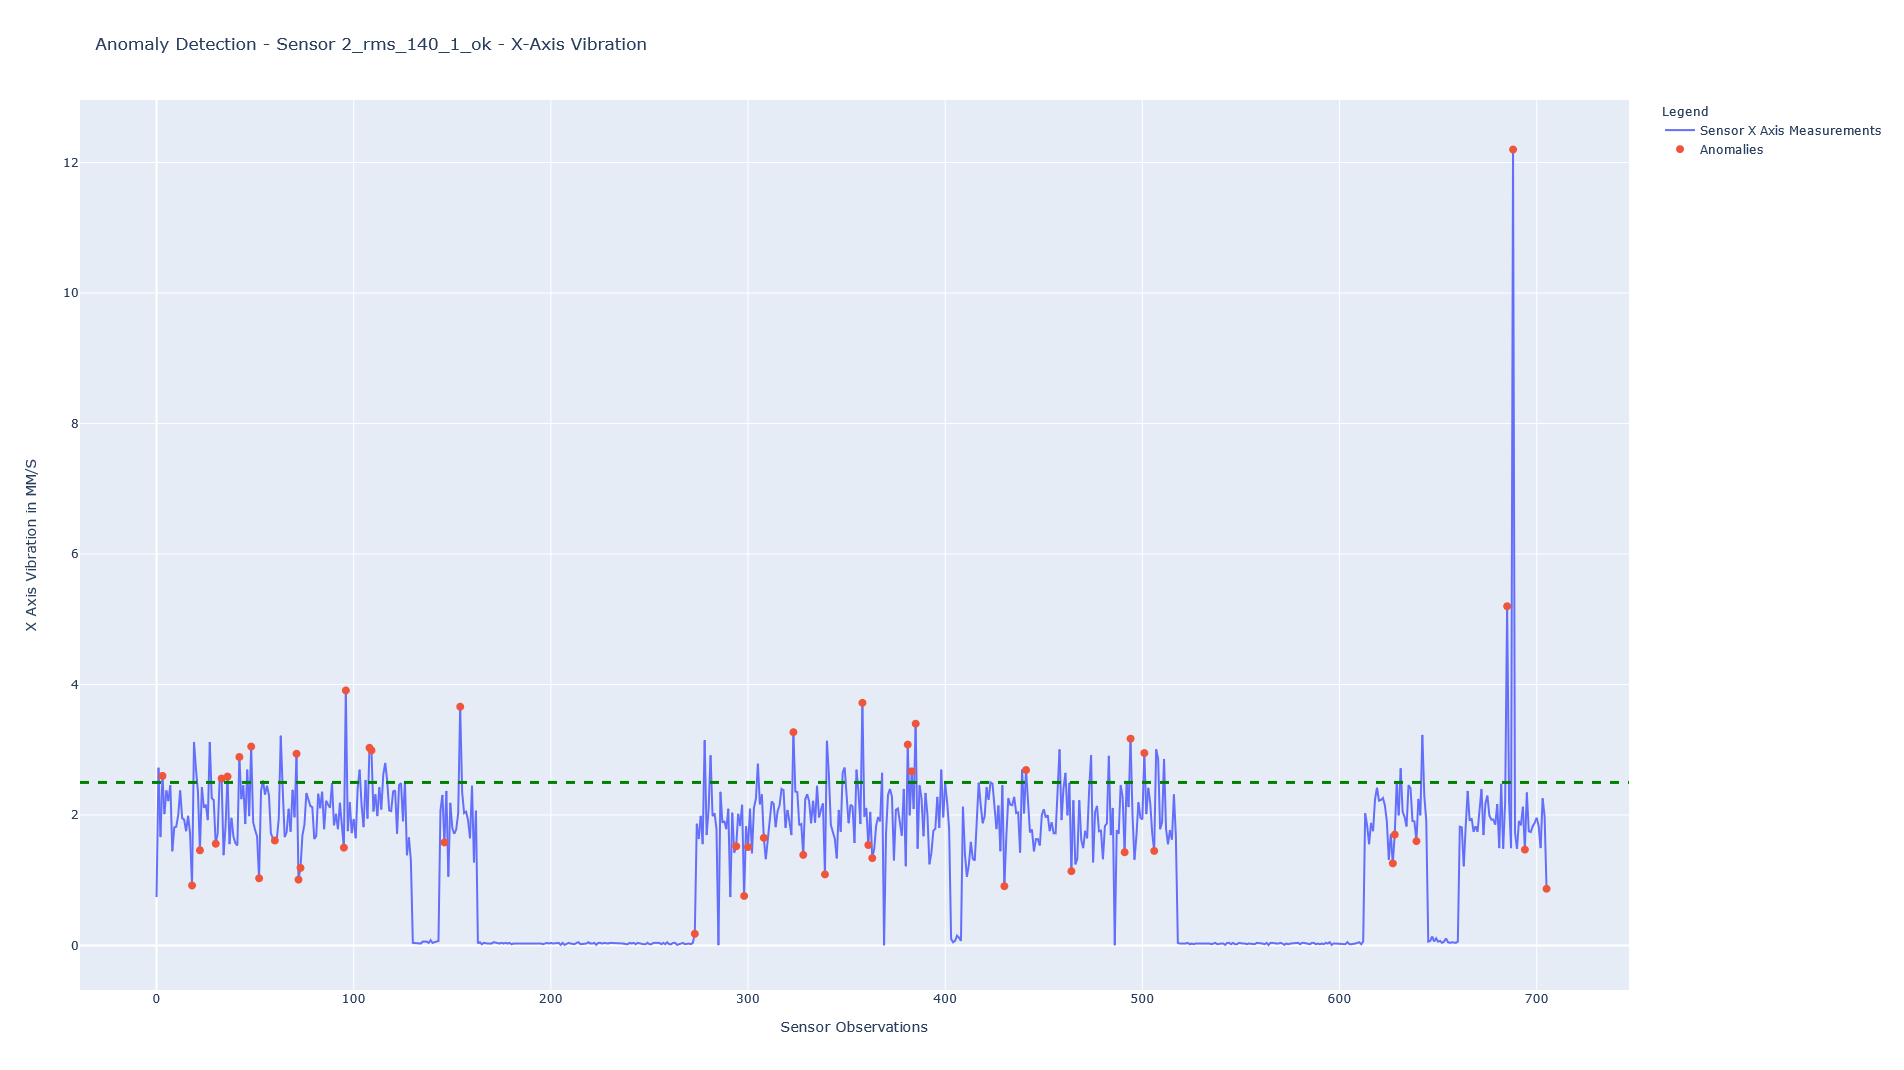 Anomaly Detection - Sensor 2_rms_140_1_ok - X-Axis Vibration
Legend
Sensor X Axis Measurements
Anomalies
X Axis Vibration in MM/S
12
10
8
6
4
2
0
0 100 200 300 400 500 600 700
Sensor Observations